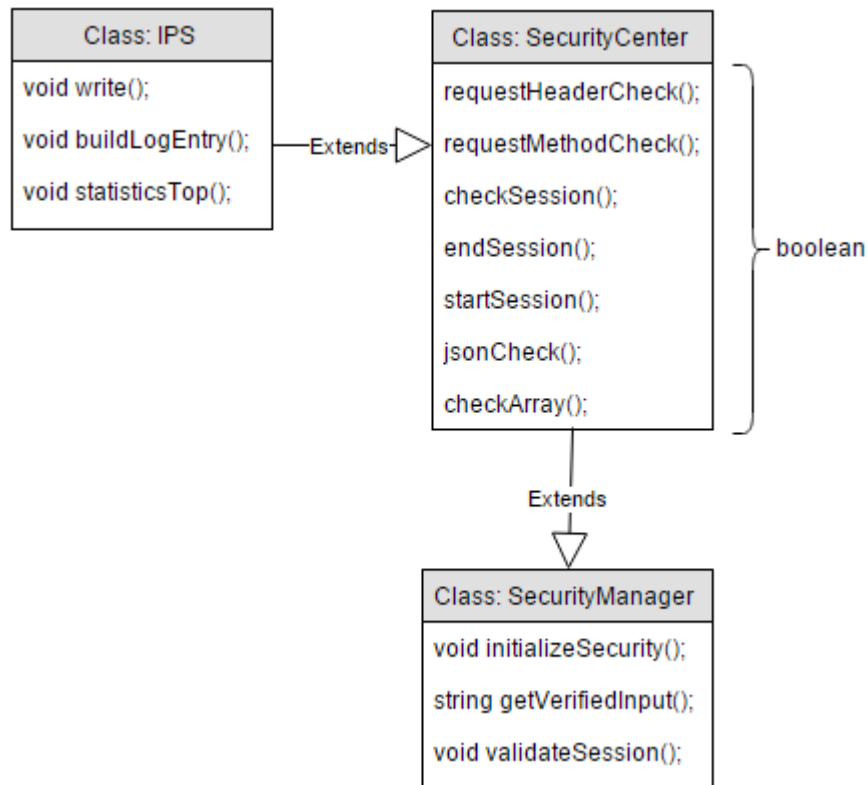 Class: IPS
void write();
void buildLogEntry();
void statisticsTop();
Extends
Class: SecurityCenter
requestHeaderCheck();
requestMethodCheck();
checkSession();
endSession();
startSession();
jsonCheck();
checkArray();
boolean
Extends
Class: SecurityManager
void initializeSecurity();
string getVerifiedInput();
void validateSession();